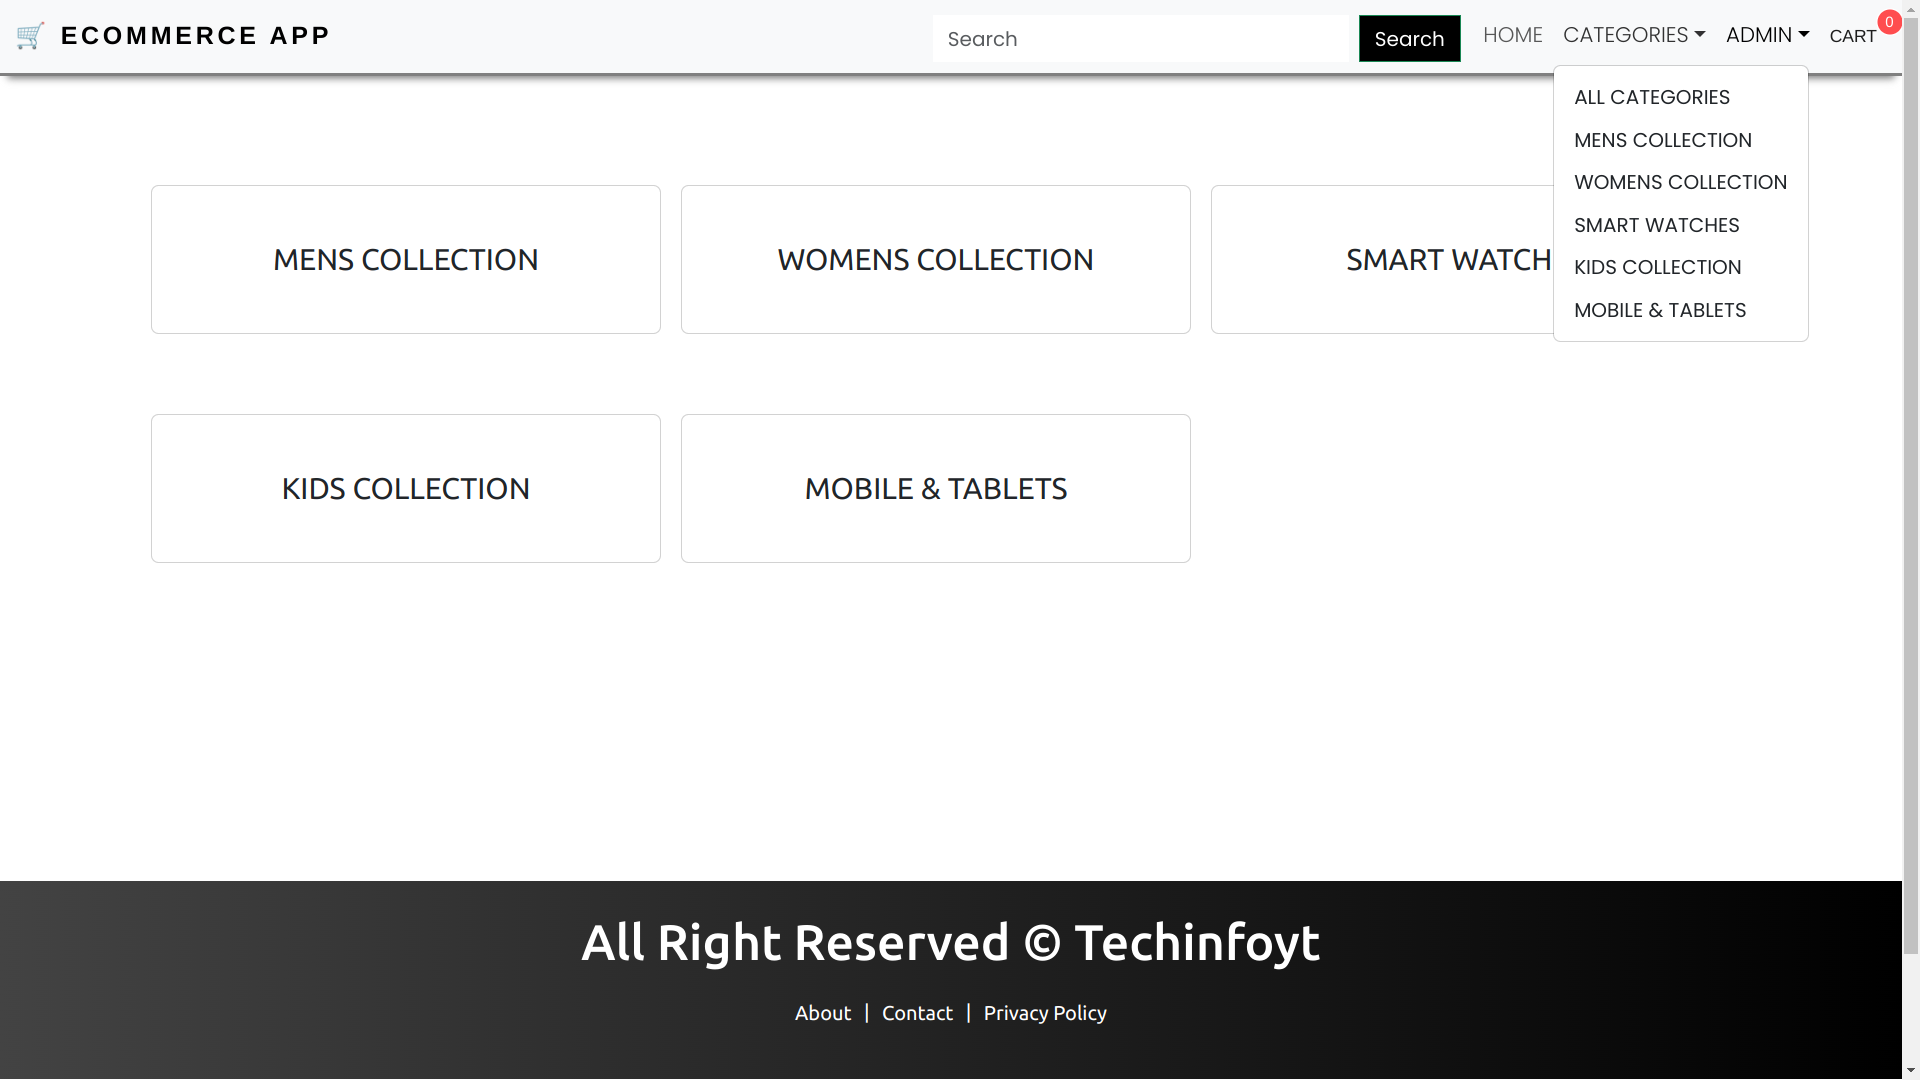 🛒 ECOMMERCE APP
Search
Search
HOME
CATEGORIES
ADMIN
CART
0
ALL CATEGORIES
MENS COLLECTION
WOMENS COLLECTION
SMART WATCHES
KIDS COLLECTION
MOBILE & TABLETS
MENS COLLECTION
WOMENS COLLECTION
SMART WATCH
KIDS COLLECTION
MOBILE & TABLETS
All Right Reserved © Techinfoyt
About | Contact | Privacy Policy